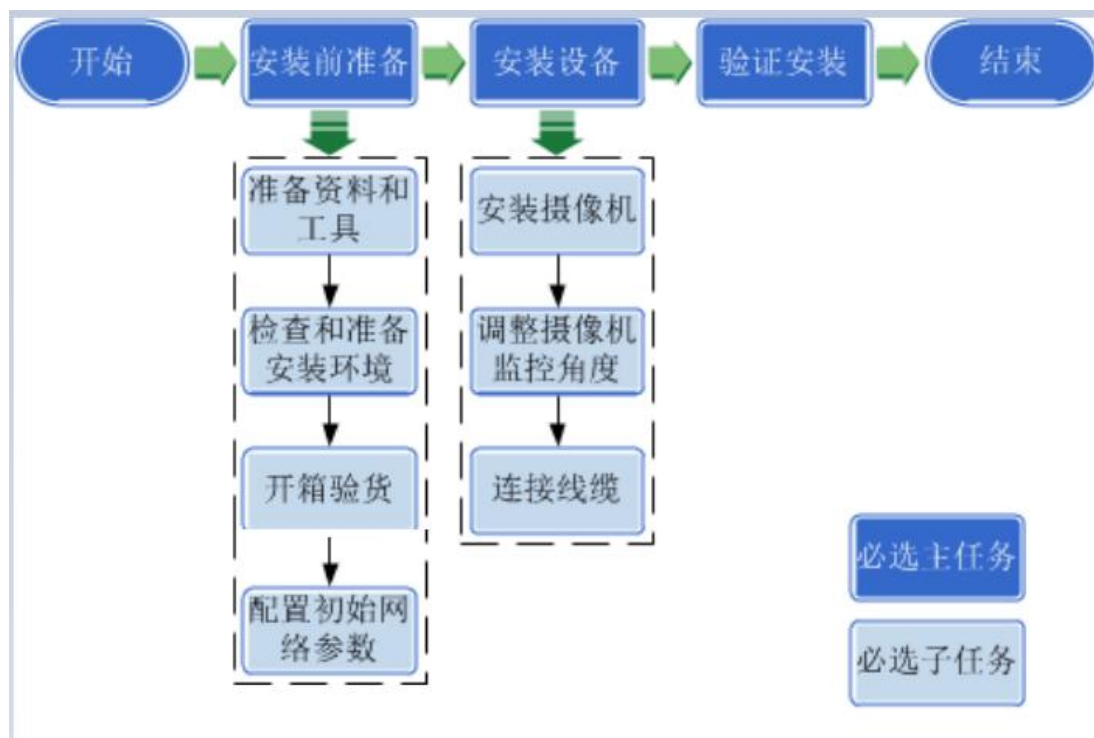 开始
安装前准备
安装设备
验证安装
结束
准备资料和
工具
检查和准备
安装环境
开箱验货
配置初始网
络参数
安装摄像机
调整摄像机
监控角度
连接线缆
必选主任务
必选子任务